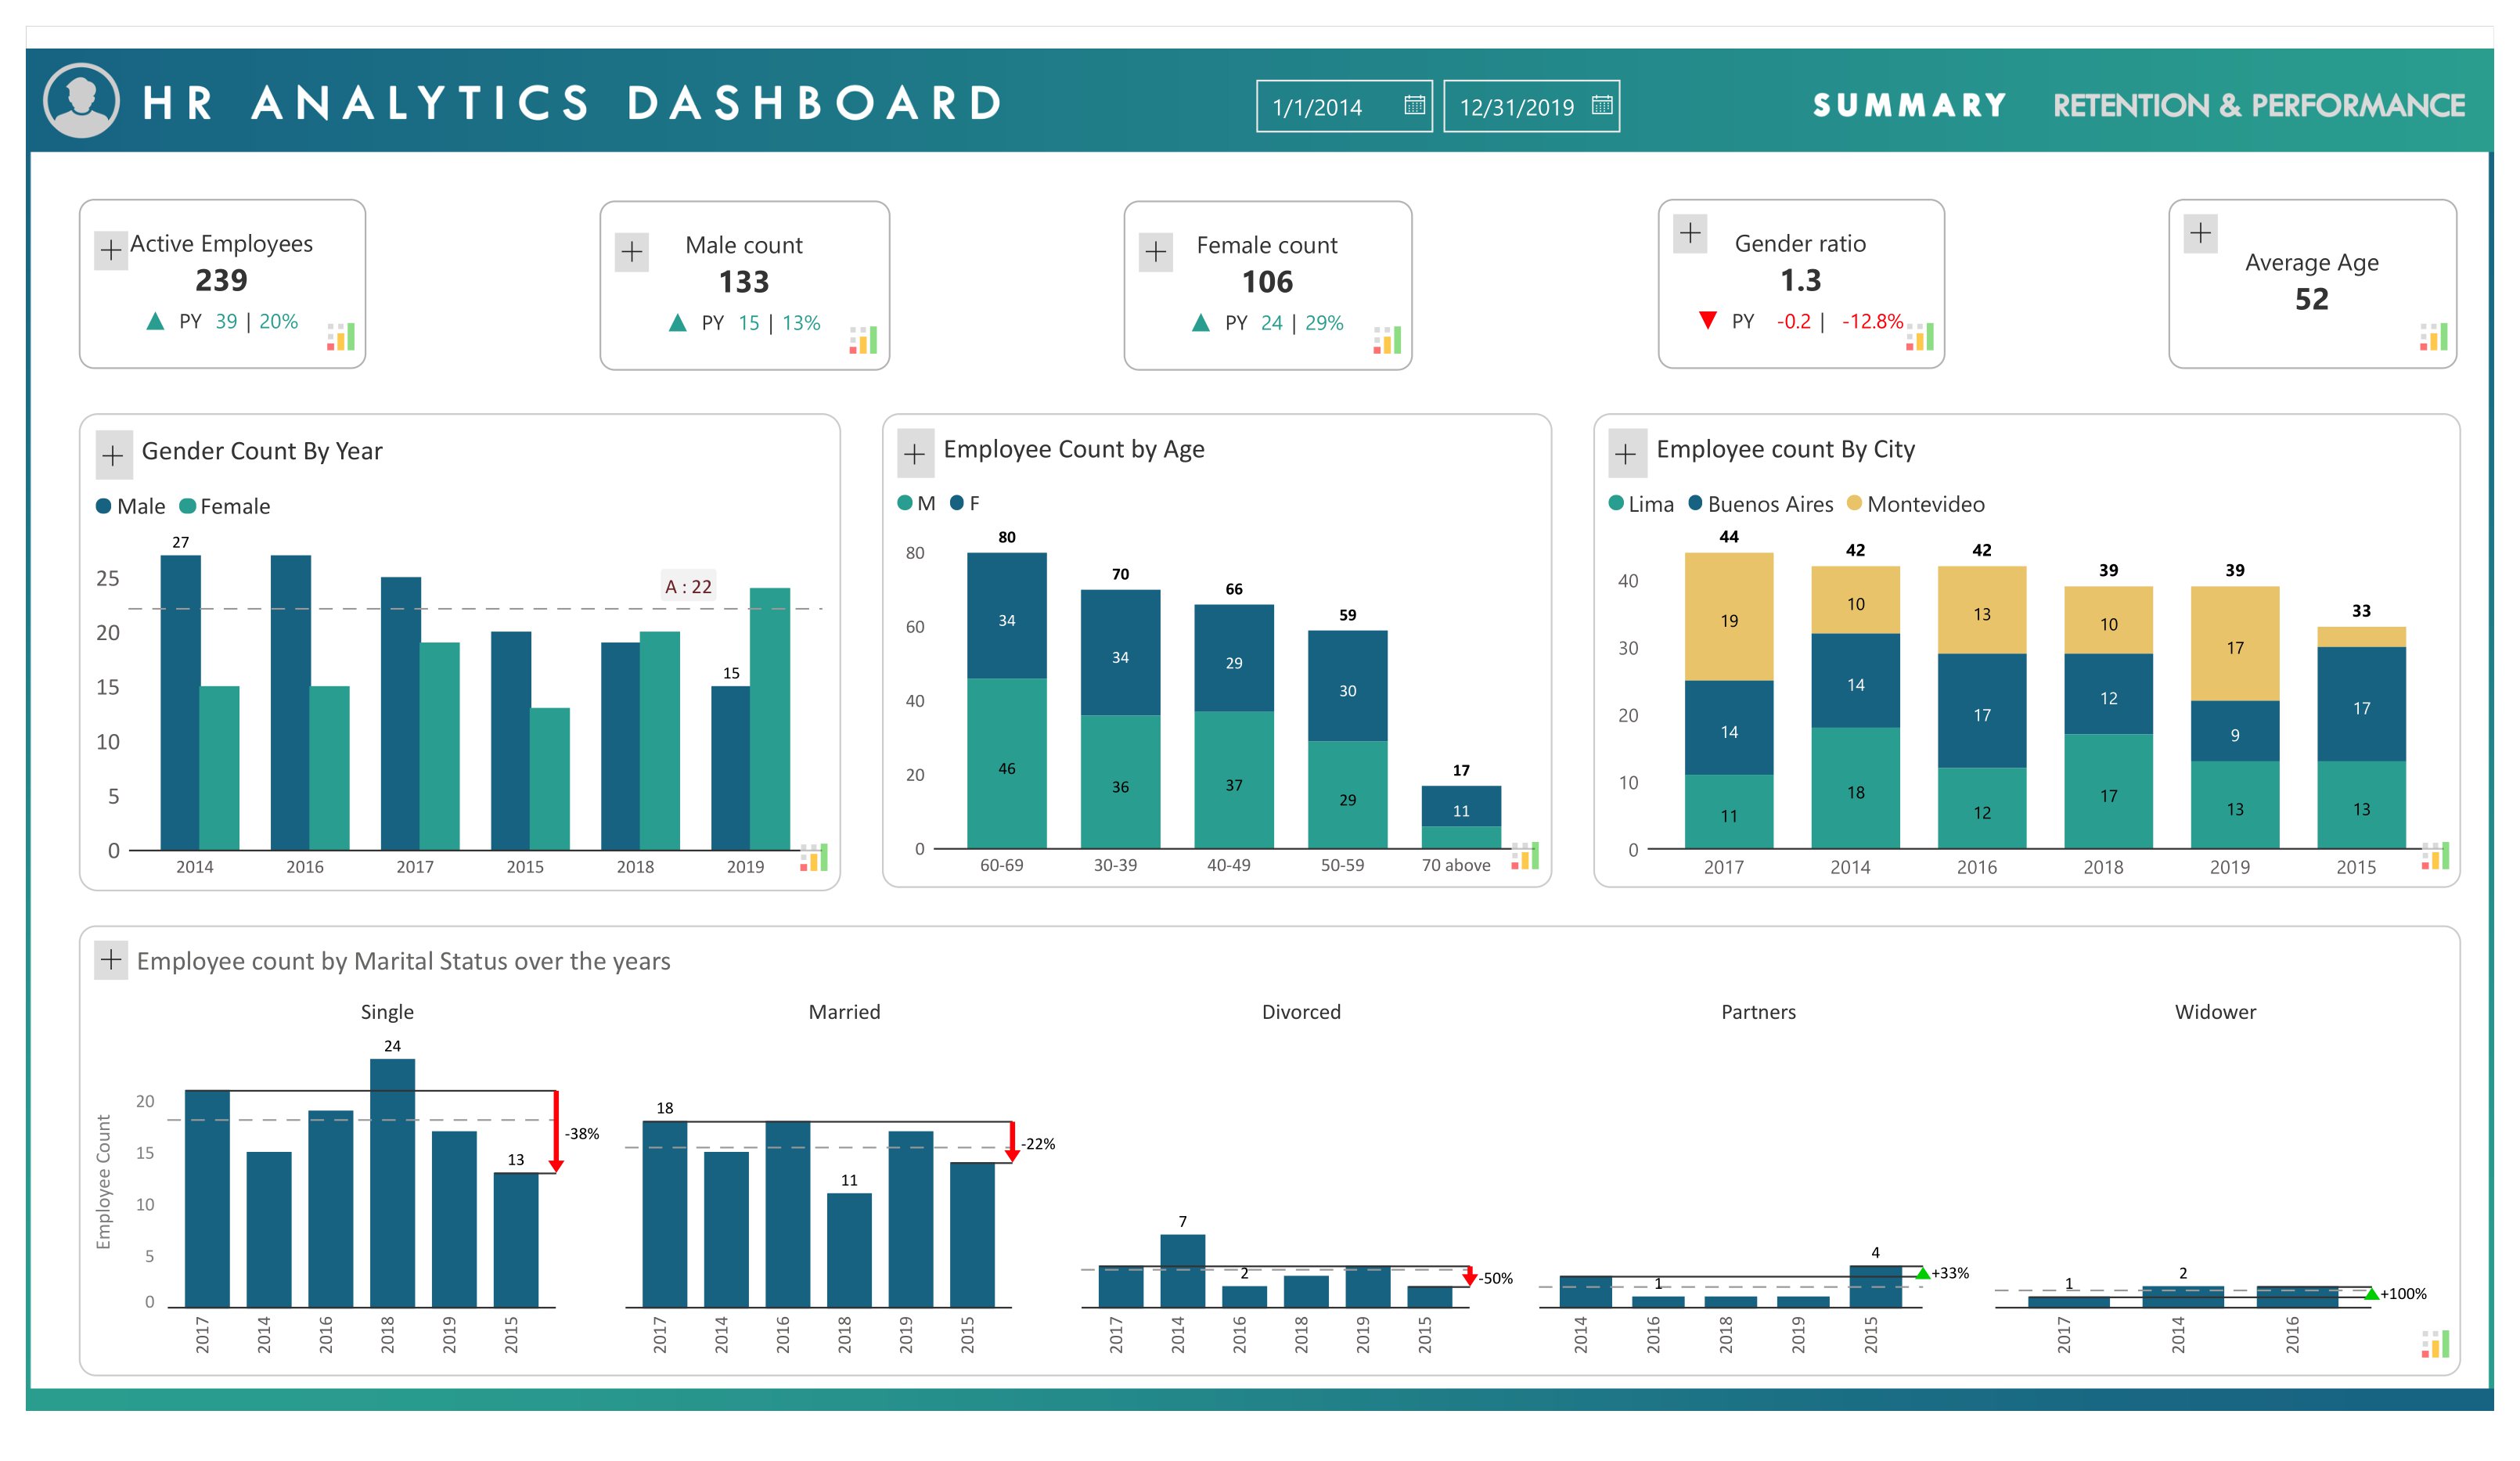 HR ANALYTICS DASHBOARD
1/1/2014
12/31/2019
SUMMARY
RETENTION & PERFORMANCE
Active Employees
239
▲ PY 39 | 20%
Male count
133
▲ PY 15 | 13%
Female count
106
▲ PY 24 | 29%
Gender ratio
1.3
▼ PY -0.2 | -12.8%
Average Age
52
Gender Count By Year
Male Female
27
A : 22
15
25
20
15
10
5
0
2014 2016 2017 2015 2018 2019
Employee Count by Age
M F
80
60
40
20
0
80
34
46
70
34
36
66
29
37
59
30
29
17
11
60-69 30-39 40-49 50-59 70 above
Employee count By City
Lima Buenos Aires Montevideo
40
30
20
10
0
44
19
14
11
42
10
14
18
42
13
17
12
39
10
12
17
39
17
9
13
33
17
13
2017 2014 2016 2018 2019 2015
Employee count by Marital Status over the years
Employee Count
20
15
10
5
0
Single
24
13
-38%
2017 2014 2016 2018 2019 2015
Married
18
11
-22%
2017 2014 2016 2018 2019 2015
Divorced
7
2
-50%
2017 2014 2016 2018 2019 2015
Partners
1
4
+33%
2014 2016 2018 2019 2015
Widower
1
2
+100%
2017 2014 2016